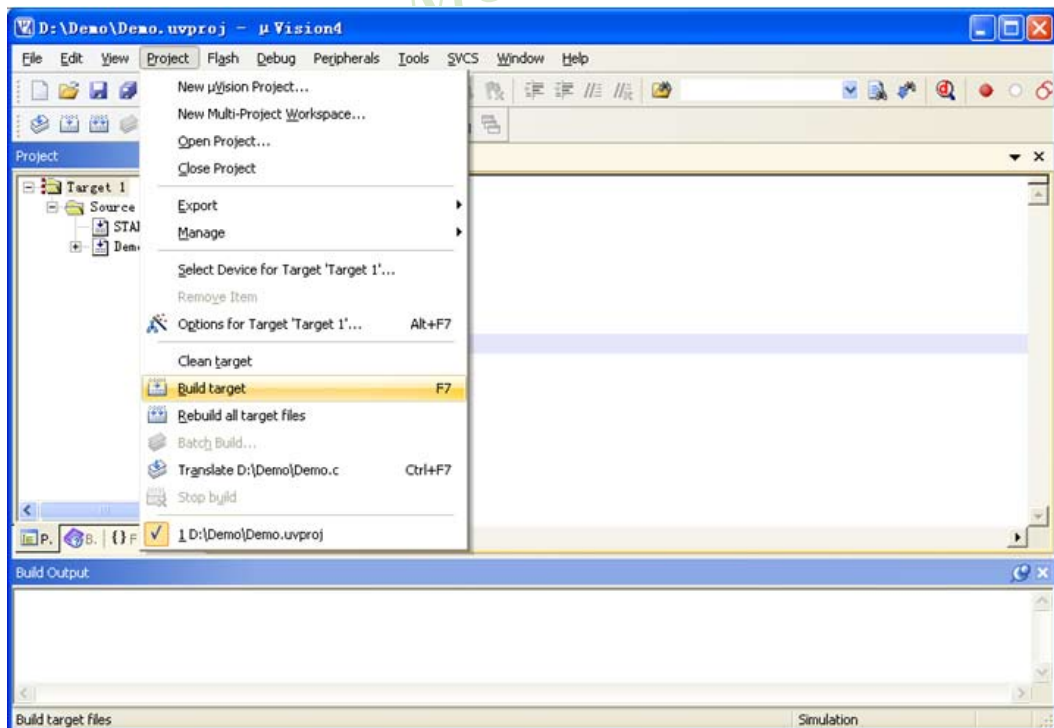 D:\Demo\Demo.uvproj - µVision4
File Edit View Project Flash Debug Peripherals Tools SVCS Window Help
New µVision Project...
New Multi-Project Workspace...
Open Project...
Close Project
Project
Target 1
Source
Export
Manage
Select Device for Target 'Target 1'...
Remove Item
Options for Target 'Target 1'... Alt+F7
Clean target
Build target F7
Rebuild all target files
Batch Build...
Translate D:\Demo\Demo.c Ctrl+F7
Stop build
1 D:\Demo\Demo.uvproj
P. B. {} F
Build Output
Build target files Simulation